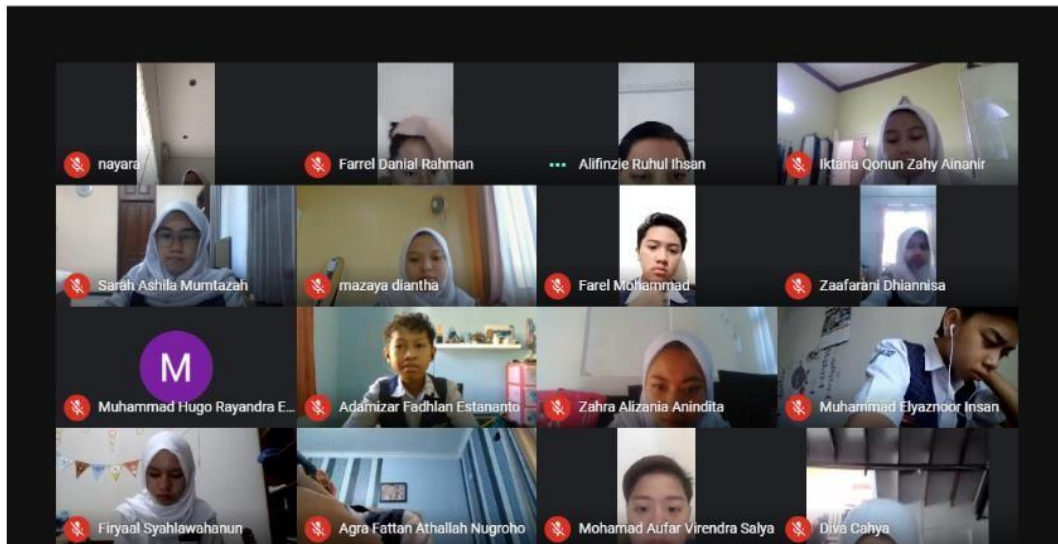 nayara
Farrel Danial Rahman
Alifinzie Ruhul Ihsan
Iktana Qonun Zahy Ainanir
Sarah Ashila Mumtazah
mazaya diantha
Farel Mohammad
Zaafarani Dhiannisa
M
Muhammad Hugo Rayandra E...
Adamizar Fadhlan Estananto
Zahra Alizania Anindita
Muhammad Elyaznoor Insan
Firyaal Syahlawahanun
Agra Fattan Athallah Nugroho
Mohamad Aufar Virendra Salya
Diva Cahya